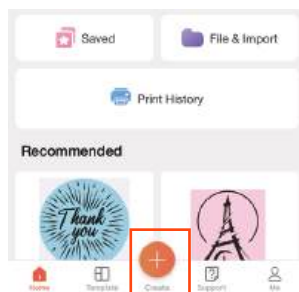 Saved
File & Import
Print History
Recommended
Thank
you
Home
Template
Create
Support
Me